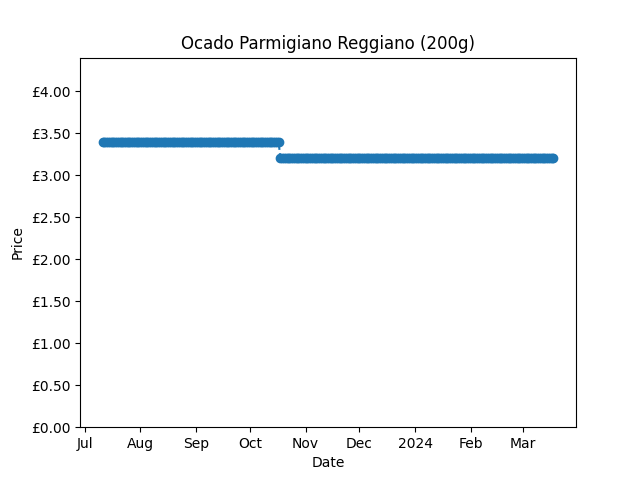 Ocado Parmigiano Reggiano (200g)
£4.00
£3.50
£3.00
£2.50
£2.00
£1.50
£1.00
£0.50
£0.00
Price
Jul Aug Sep Oct Nov Dec 2024 Feb Mar
Date